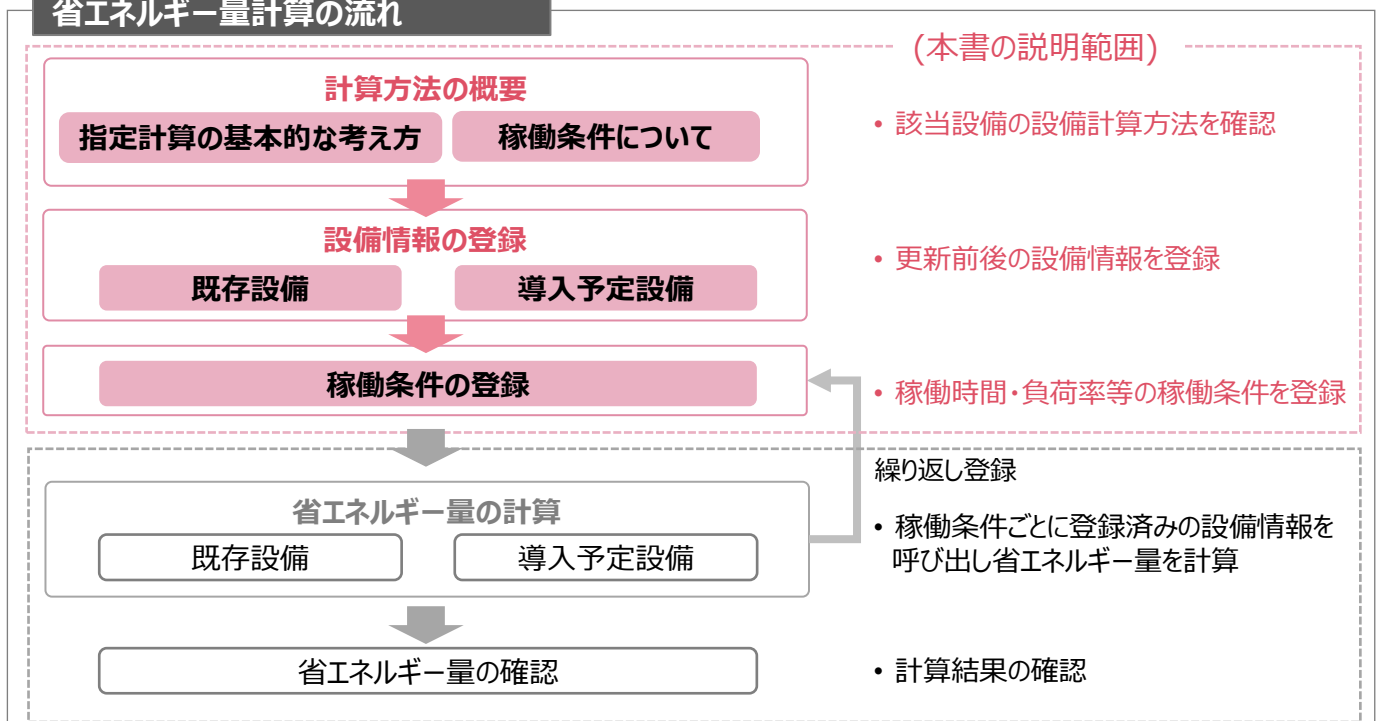 省エネルギー量計算の流れ
(本書の説明範囲)
計算方法の概要
指定計算の基本的な考え方
稼働条件について
• 該当設備の設備計算方法を確認
設備情報の登録
既存設備
導入予定設備
• 更新前後の設備情報を登録
稼働条件の登録
• 稼働時間・負荷率等の稼働条件を登録
繰り返し登録
省エネルギー量の計算
既存設備
導入予定設備
• 稼働条件ごとに登録済みの設備情報を
呼び出し省エネルギー量を計算
省エネルギー量の確認
• 計算結果の確認